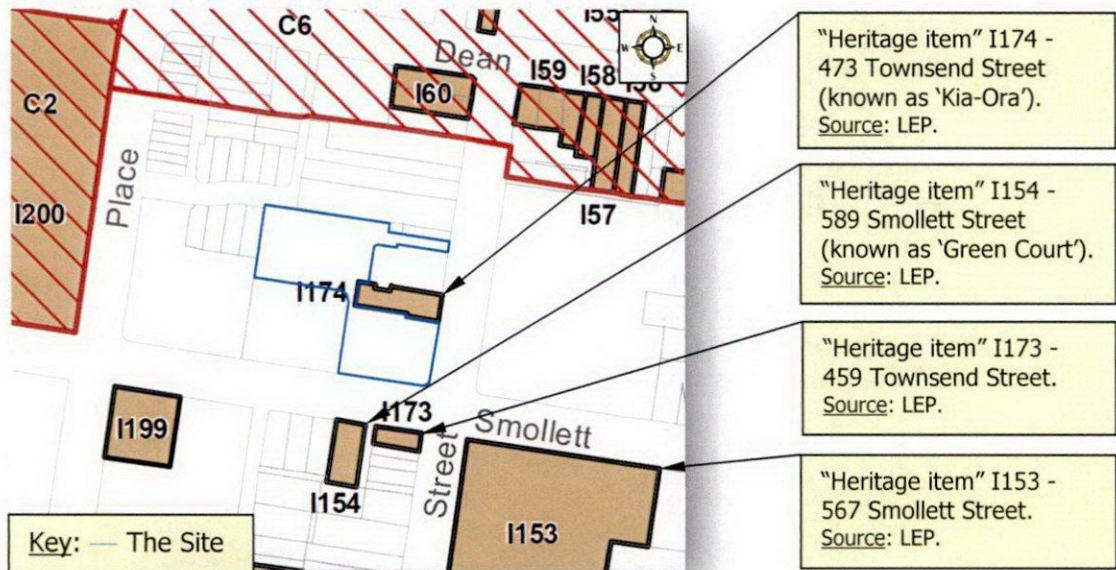 C6
I55
Dean
N
W E
S
I59
I58
I56
I60
C2
I57
Place
I200
I174
I199
I173
Smollett
Street
I154
I153
Key: — The Site
"Heritage item" I174 -
473 Townsend Street
(known as 'Kia-Ora').
Source: LEP.
"Heritage item" I154 -
589 Smollett Street
(known as 'Green Court').
Source: LEP.
"Heritage item" I173 -
459 Townsend Street.
Source: LEP.
"Heritage item" I153 -
567 Smollett Street.
Source: LEP.